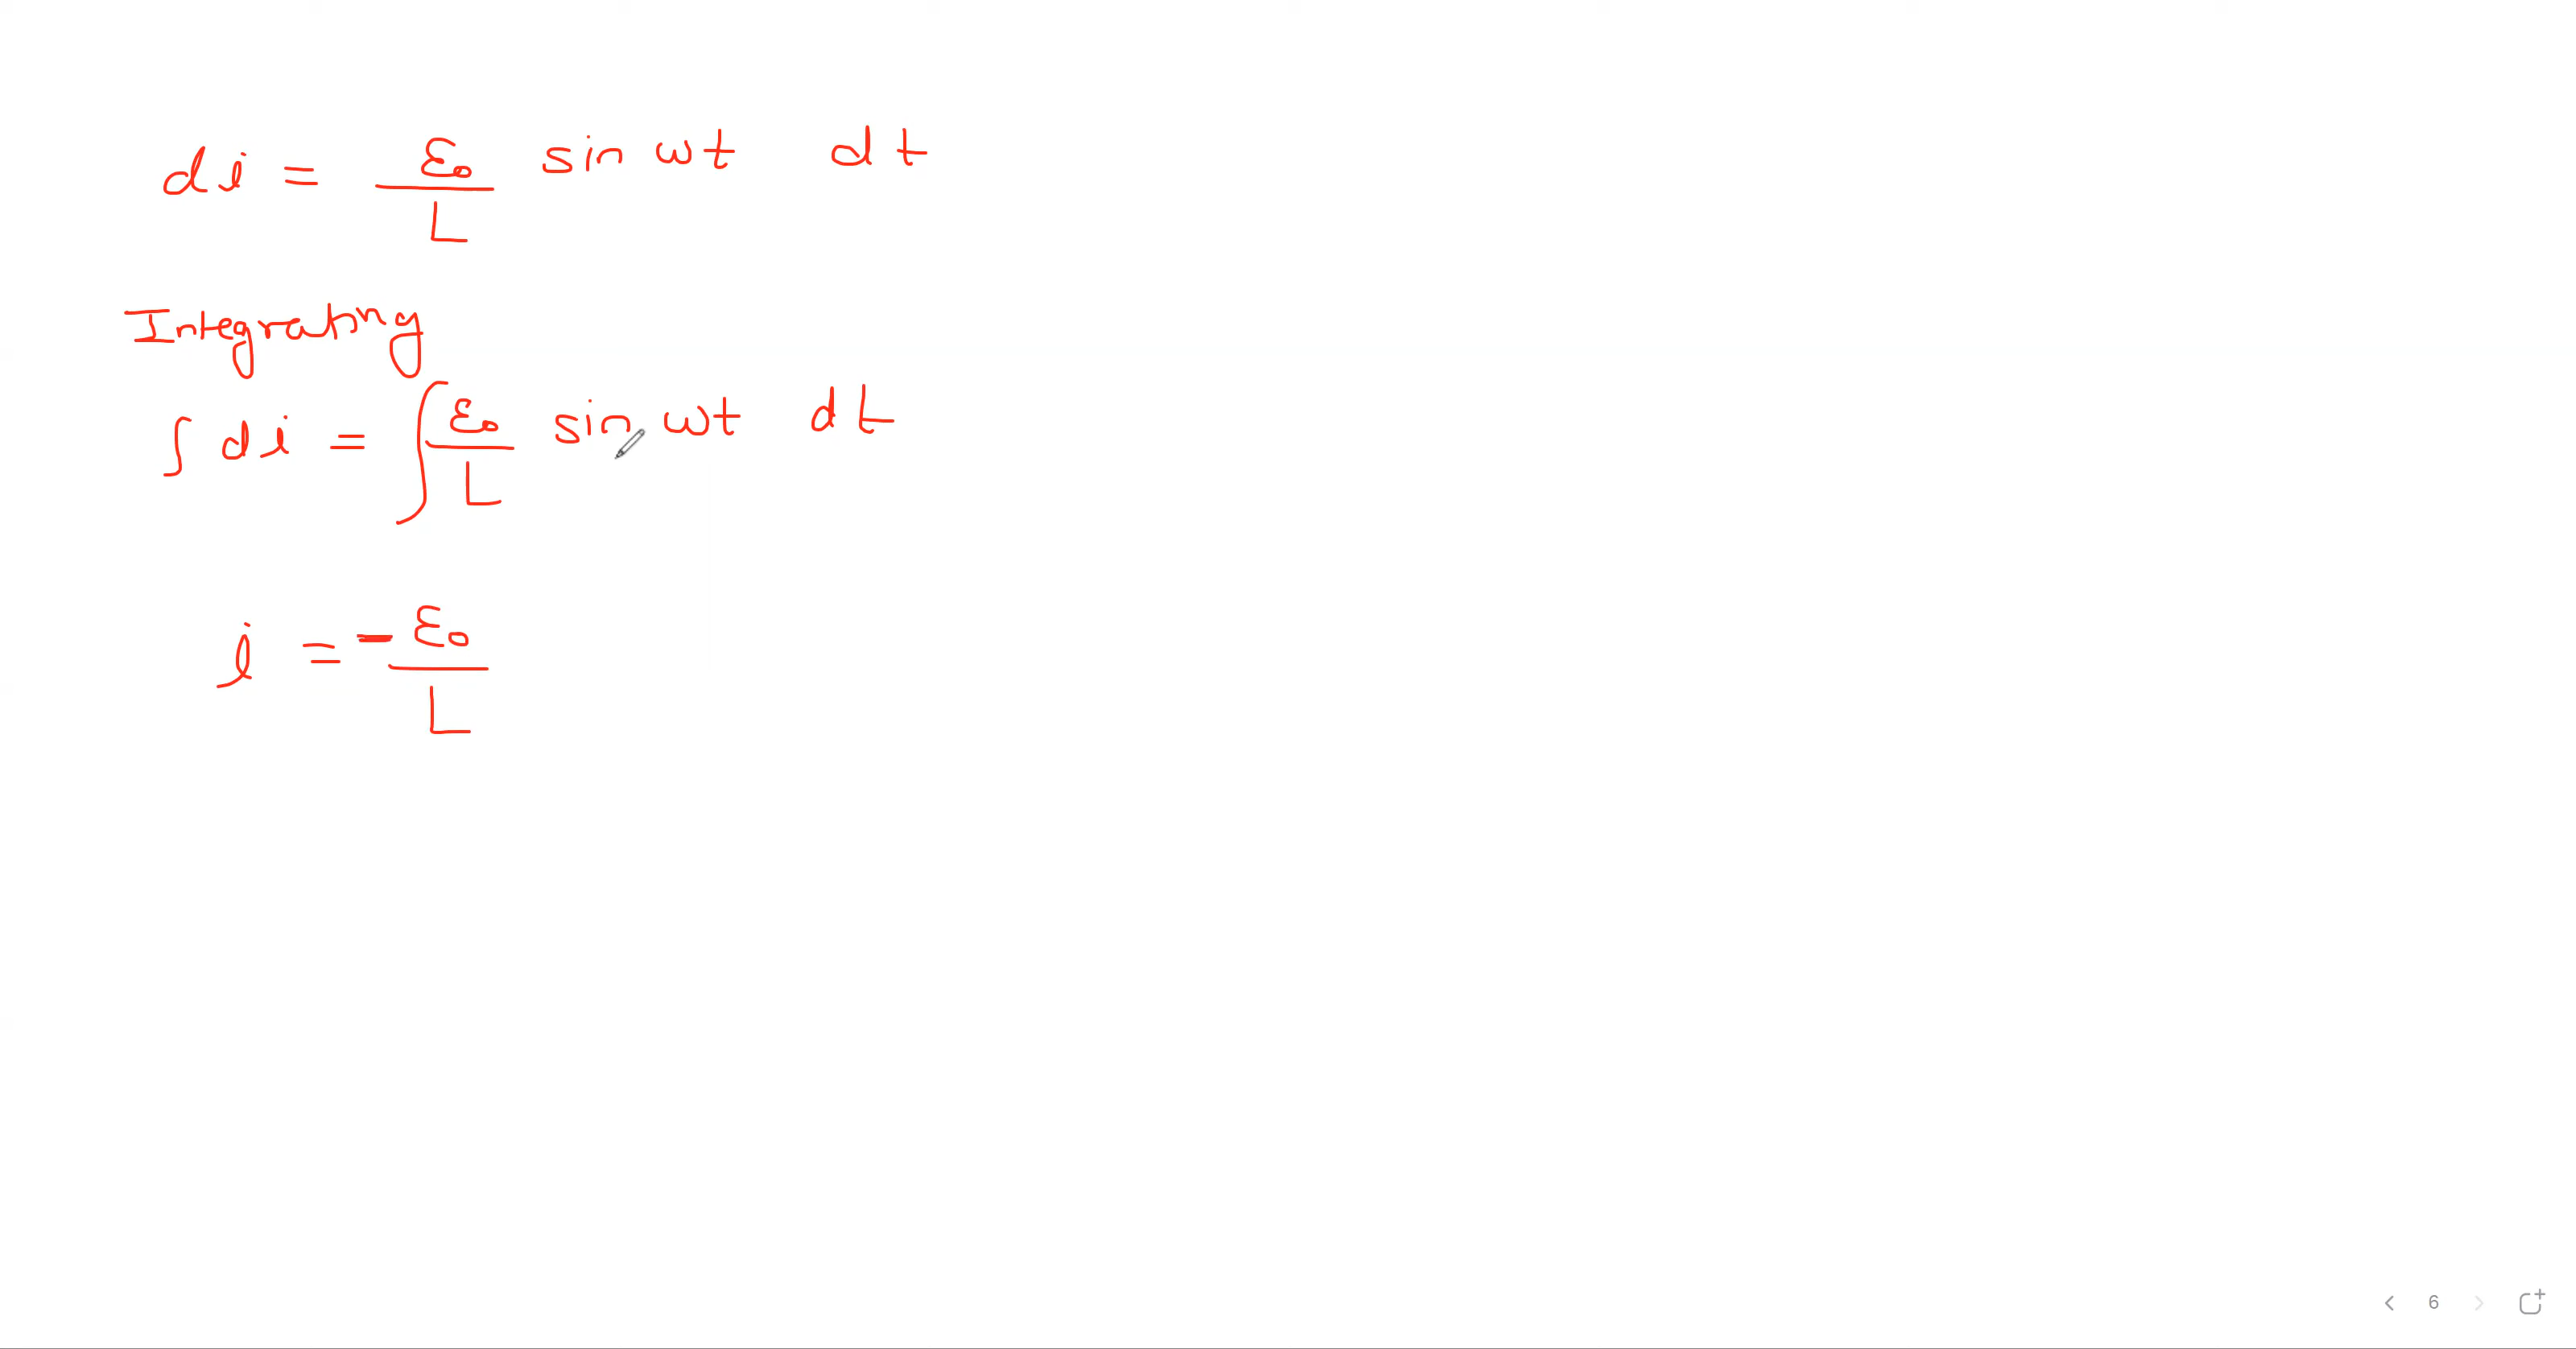 di = ε₀/L sin ωt dt
Integrating
∫ di = ∫ ε₀/L sin ωt dt
i = - ε₀/L
6